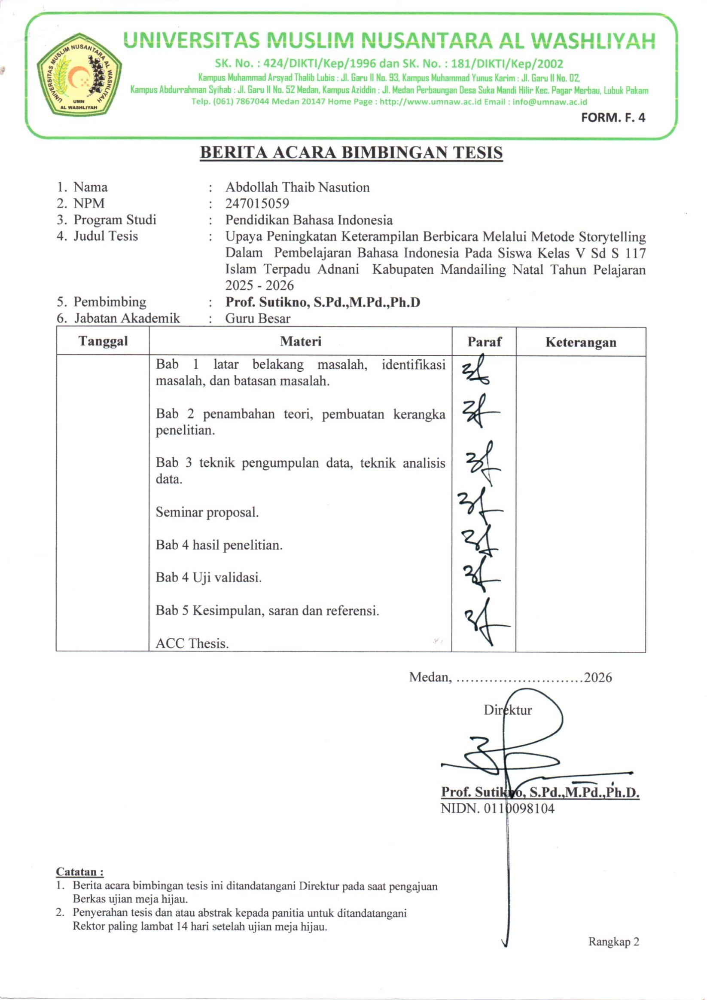 UNIVERSITAS MUSLIM NUSANTARA AL WASHLIYAH
UNIVERSITAS MUSLIM NUSANTARA AL WASHLIYAH
UMN
AL WASHLIYAH
SK. No. : 424/DIKTI/Kep/1996 dan SK. No. : 181/DIKTI/Kep/2002
Kampus Muhammad Arsyad Thalib Lubis : Jl. Garu II No. 93, Kampus Muhammad Yunus Karim : Jl. Garu II No. 02,
Kampus Abdurrahman Syihab : Jl. Garu II No. 52 Medan, Kampus Aziddin : Jl. Medan Perbaungan Desa Suka Mandi Hilir Kec. Pagar Merbau, Lubuk Pakam
Telp. (061) 7867044 Medan 20147 Home Page : http://www.umnaw.ac.id Email : info@umnaw.ac.id
FORM. F. 4
BERITA ACARA BIMBINGAN TESIS
1. Nama : Abdollah Thaib Nasution
2. NPM : 247015059
3. Program Studi : Pendidikan Bahasa Indonesia
4. Judul Tesis : Upaya Peningkatan Keterampilan Berbicara Melalui Metode Storytelling
Dalam Pembelajaran Bahasa Indonesia Pada Siswa Kelas V Sd S 117
Islam Terpadu Adnani Kabupaten Mandailing Natal Tahun Pelajaran
2025 - 2026
5. Pembimbing : Prof. Sutikno, S.Pd.,M.Pd.,Ph.D
6. Jabatan Akademik : Guru Besar
Tanggal Materi Paraf Keterangan
Bab 1 latar belakang masalah, identifikasi
masalah, dan batasan masalah.
Bab 2 penambahan teori, pembuatan kerangka
penelitian.
Bab 3 teknik pengumpulan data, teknik analisis
data.
Seminar proposal.
Bab 4 hasil penelitian.
Bab 4 Uji validasi.
Bab 5 Kesimpulan, saran dan referensi.
ACC Thesis.
Medan, ...........................2026
Direktur
Prof. Sutikno, S.Pd.,M.Pd.,Ph.D.
NIDN. 0110098104
Catatan :
1. Berita acara bimbingan tesis ini ditandatangani Direktur pada saat pengajuan
Berkas ujian meja hijau.
2. Penyerahan tesis dan atau abstrak kepada panitia untuk ditandatangani
Rektor paling lambat 14 hari setelah ujian meja hijau.
Rangkap 2